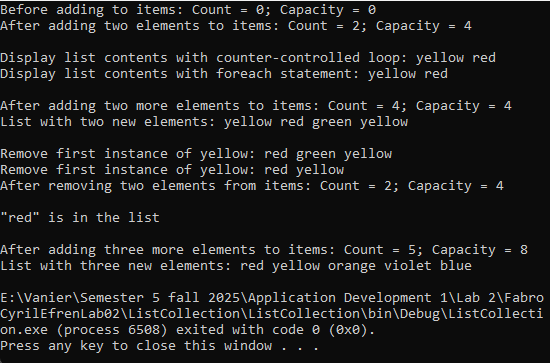 Before adding to items: Count = 0; Capacity = 0
After adding two elements to items: Count = 2; Capacity = 4
Display list contents with counter-controlled loop: yellow red
Display list contents with foreach statement: yellow red
After adding two more elements to items: Count = 4; Capacity = 4
List with two new elements: yellow red green yellow
Remove first instance of yellow: red green yellow
Remove first instance of yellow: red yellow
After removing two elements from items: Count = 2; Capacity = 4
"red" is in the list
After adding three more elements to items: Count = 5; Capacity = 8
List with three new elements: red yellow orange violet blue
E:\Vanier\Semester 5 fall 2025\Application Development 1\Lab 2\Fabro
CyrilEfrenLab02\ListCollection\ListCollection\bin\Debug\ListCollecti
on.exe (process 6508) exited with code 0 (0x0).
Press any key to close this window . . .